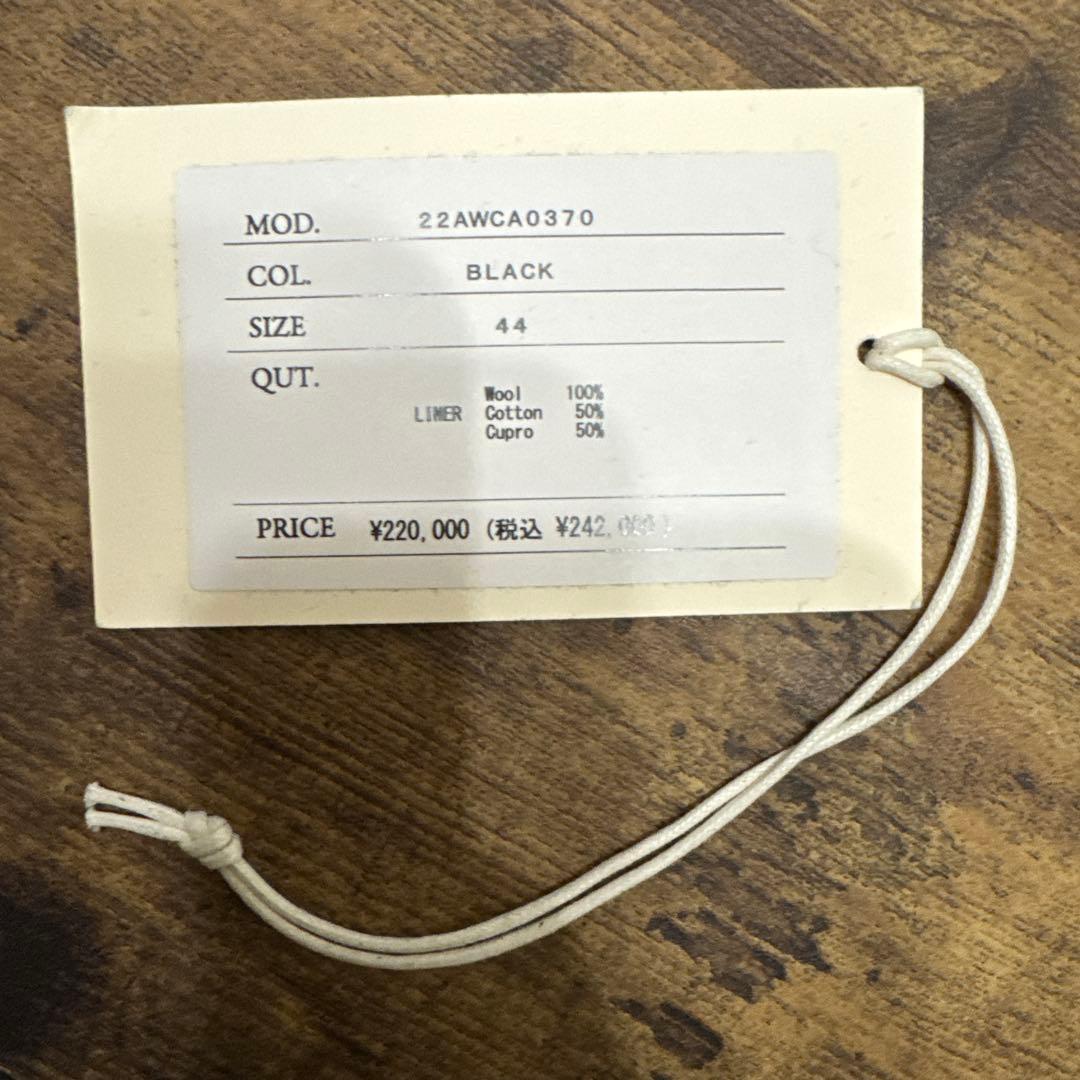 MOD. 22AWCA0370
COL. BLACK
SIZE 44
QUT.
Wool 100%
LINER Cotton 50%
Cupro 50%
PRICE ¥220,000 (税込 ¥242,000)